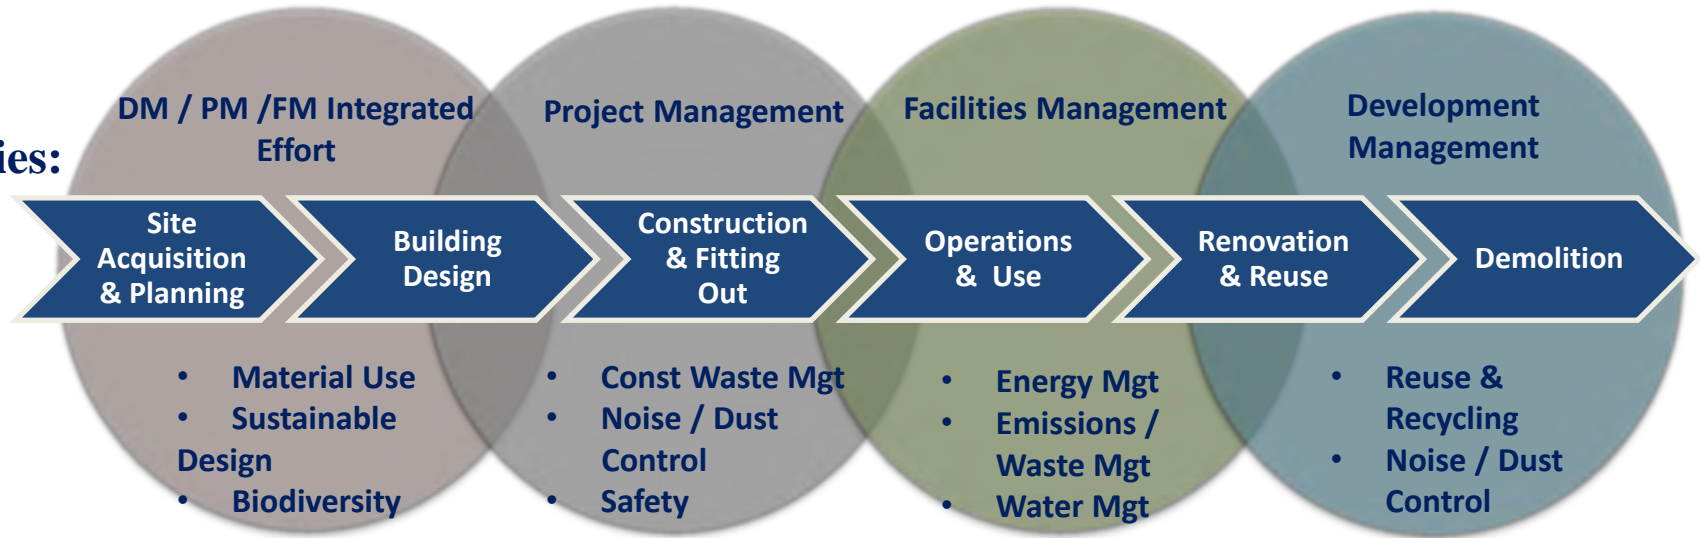 DM / PM /FM Integrated
Effort
Project Management
Facilities Management
Development
Management
ies:
Site
Acquisition
& Planning
Building
Design
Construction
& Fitting
Out
Operations
& Use
Renovation
& Reuse
Demolition
• Material Use
• Sustainable
Design
• Biodiversity
• Const Waste Mgt
• Noise / Dust
Control
• Safety
• Energy Mgt
• Emissions /
Waste Mgt
• Water Mgt
• Reuse &
Recycling
• Noise / Dust
Control